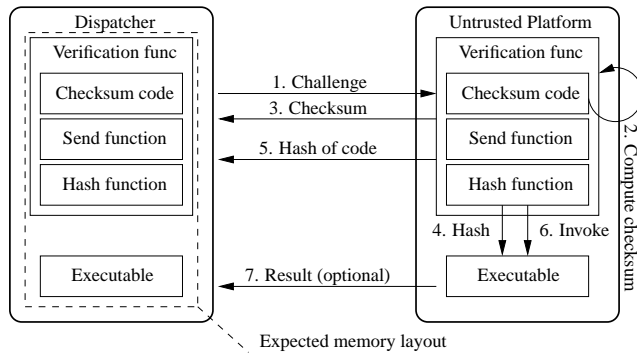 Dispatcher
Verification func
Checksum code
Send function
Hash function
Executable
1. Challenge
3. Checksum
5. Hash of code
7. Result (optional)
Untrusted Platform
Verification func
Checksum code
Send function
Hash function
2. Compute checksum
4. Hash
6. Invoke
Executable
Expected memory layout